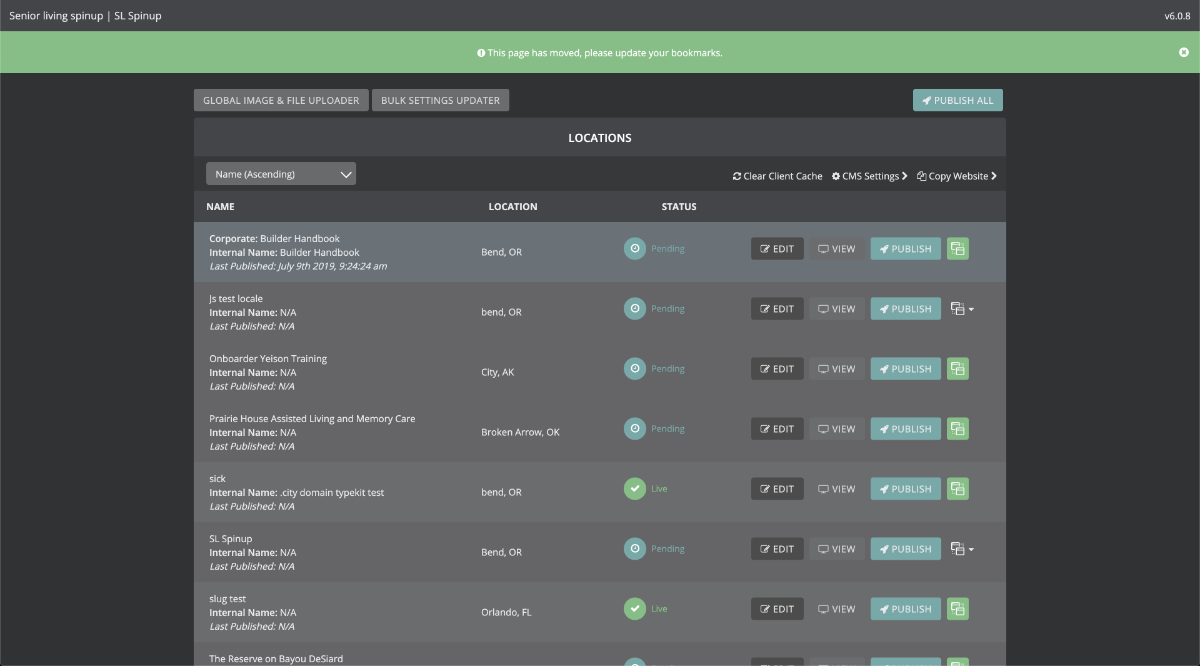 Senior living spinup | SL Spinup
v6.0.8
This page has moved, please update your bookmarks.
GLOBAL IMAGE & FILE UPLOADER
BULK SETTINGS UPDATER
PUBLISH ALL
LOCATIONS
Name (Ascending)
Clear Client Cache
CMS Settings
Copy Website
NAME
LOCATION
STATUS
Corporate: Builder Handbook
Internal Name: Builder Handbook
Last Published: July 9th 2019, 9:24:24 am
Bend, OR
Pending
EDIT
VIEW
PUBLISH
Js test locale
Internal Name: N/A
Last Published: N/A
bend, OR
Pending
EDIT
VIEW
PUBLISH
Onboarder Yeison Training
Internal Name: N/A
Last Published: N/A
City, AK
Pending
EDIT
VIEW
PUBLISH
Prairie House Assisted Living and Memory Care
Internal Name: N/A
Last Published: N/A
Broken Arrow, OK
Pending
EDIT
VIEW
PUBLISH
sick
Internal Name: .city domain typekit test
Last Published: N/A
bend, OR
Live
EDIT
VIEW
PUBLISH
SL Spinup
Internal Name: N/A
Last Published: N/A
Bend, OR
Pending
EDIT
VIEW
PUBLISH
slug test
Internal Name: N/A
Last Published: N/A
Orlando, FL
Live
EDIT
VIEW
PUBLISH
The Reserve on Bayou DeSiard